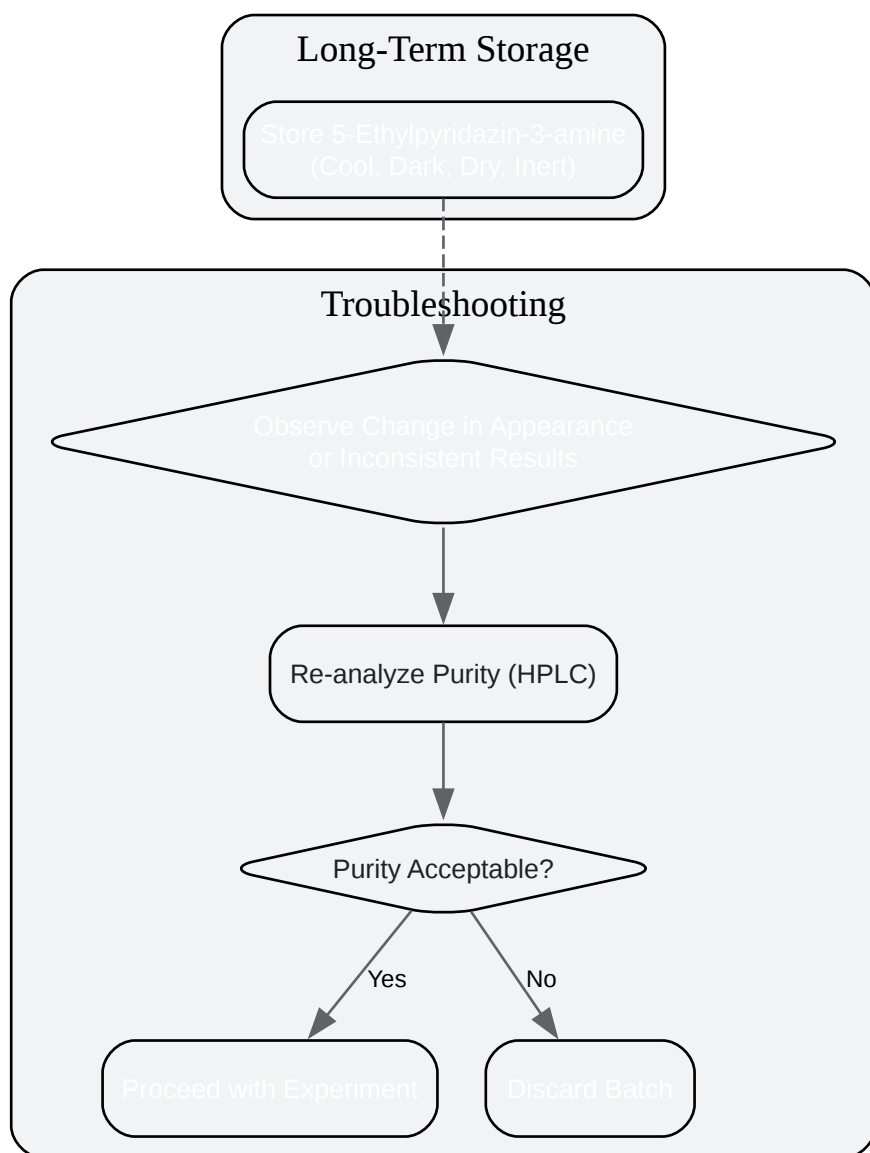 Long-Term Storage
Store 5-Ethylpyridazin-3-amine
(Cool, Dark, Dry, Inert)
Troubleshooting
Observe Change in Appearance
or Inconsistent Results
Re-analyze Purity (HPLC)
Purity Acceptable?
Yes
No
Proceed with Experiment
Discard Batch